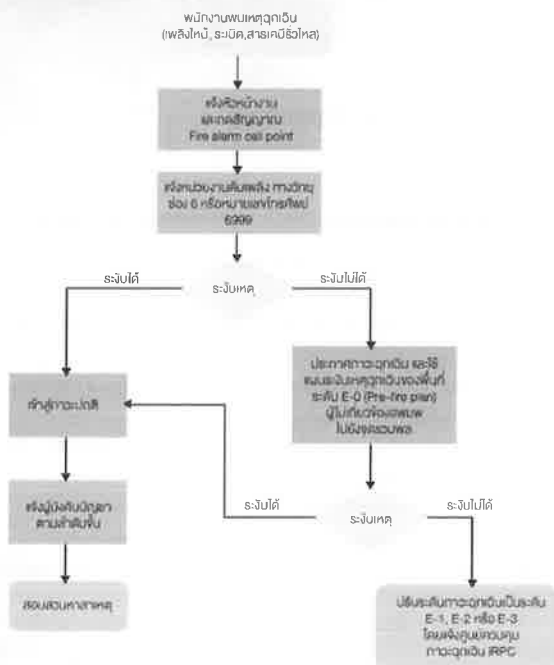 พนักงานพบเหตุฉุกเฉิน
(เพลิงไหม้, ระเบิด,สารเคมีรั่วไหล)
แจ้งหัวหน้างาน
และกดสัญญาณ
Fire alarm call point
แจ้งหน่วยงานดับเพลิง ทางวิทยุ
ช่อง 6 หรือหมายเลขโทรศัพท์
6999
ระงับได้
ระงับเหตุ
ระงับไม่ได้
ประกาศภาวะฉุกเฉิน และใช้
แผนระงับเหตุฉุกเฉินของพื้นที่
ระดับ E-0 (Pre-fire plan)
ผู้ไม่เกี่ยวข้องอพยพ
ไปยังจุดรวมพล
เข้าสู่ภาวะปกติ
ระงับได้
ระงับเหตุ
ระงับไม่ได้
แจ้งผู้บังคับบัญชา
ตามลำดับชั้น
สอบสวนหาสาเหตุ
ปรับระดับภาวะฉุกเฉินเป็นระดับ
E-1, E-2 หรือ E-3
โดยแจ้งศูนย์ควบคุม
ภาวะฉุกเฉิน IRPC